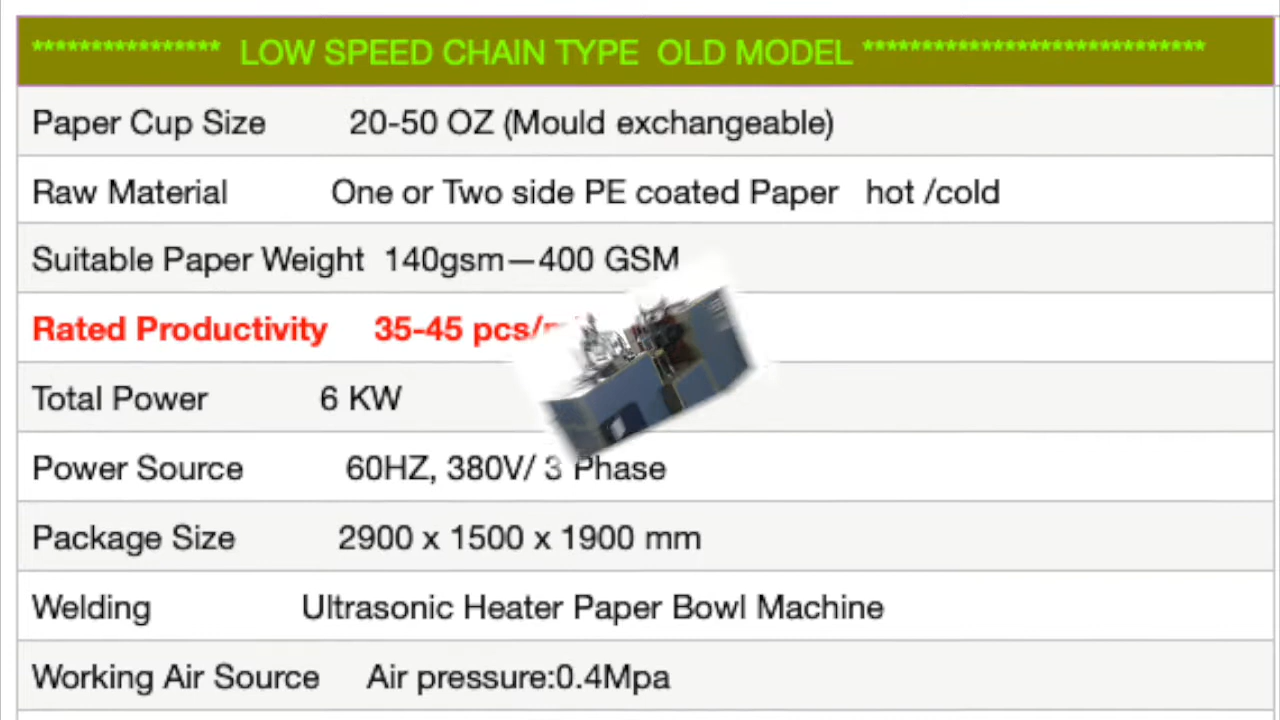 **************** LOW SPEED CHAIN TYPE OLD MODEL *****************************
Paper Cup Size 20-50 OZ (Mould exchangeable)
Raw Material One or Two side PE coated Paper hot /cold
Suitable Paper Weight 140gsm—400 GSM
Rated Productivity 35-45 pcs/
Total Power 6 KW
Power Source 60HZ, 380V/ 3 Phase
Package Size 2900 x 1500 x 1900 mm
Welding Ultrasonic Heater Paper Bowl Machine
Working Air Source Air pressure:0.4Mpa